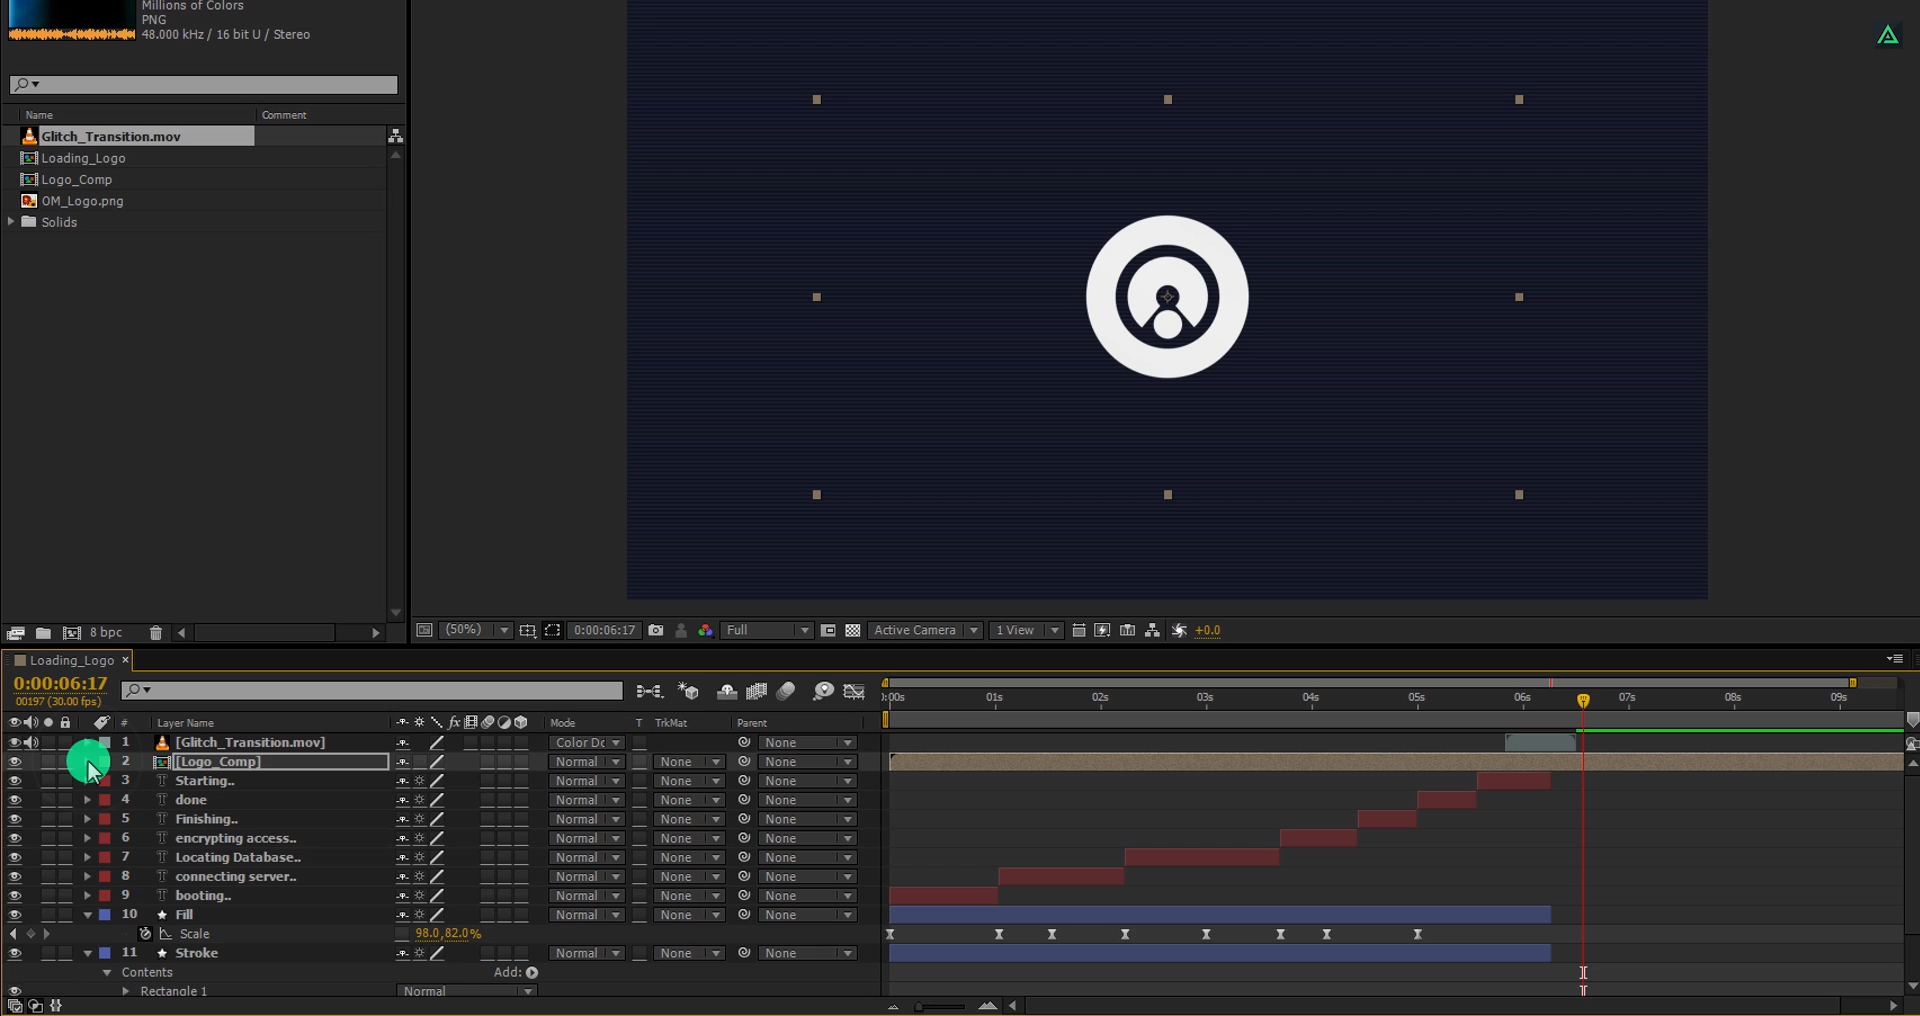 Millions of Colors
PNG
48.000 kHz / 16 bit U / Stereo
Name Comment
Glitch_Transition.mov
Loading_Logo
Logo_Comp
OM_Logo.png
Solids
8 bpc
(50%) 0:00:06:17 Full Active Camera 1 View +0.0
Loading_Logo ×
0:00:06:17
00197 (30.00 fps)
:00s 01s 02s 03s 04s 05s 06s 07s 08s 09s
# Layer Name fx Mode T TrkMat Parent
1 [Glitch_Transition.mov] Color Do None
2 [Logo_Comp] Normal None None
3 Starting.. Normal None None
4 done Normal None None
5 Finishing.. Normal None None
6 encrypting access.. Normal None None
7 Locating Database.. Normal None None
8 connecting server.. Normal None None
9 booting.. Normal None None
10 Fill Normal None None
Scale 98.0,82.0%
11 Stroke Normal None None
Contents Add:
Rectangle 1 Normal